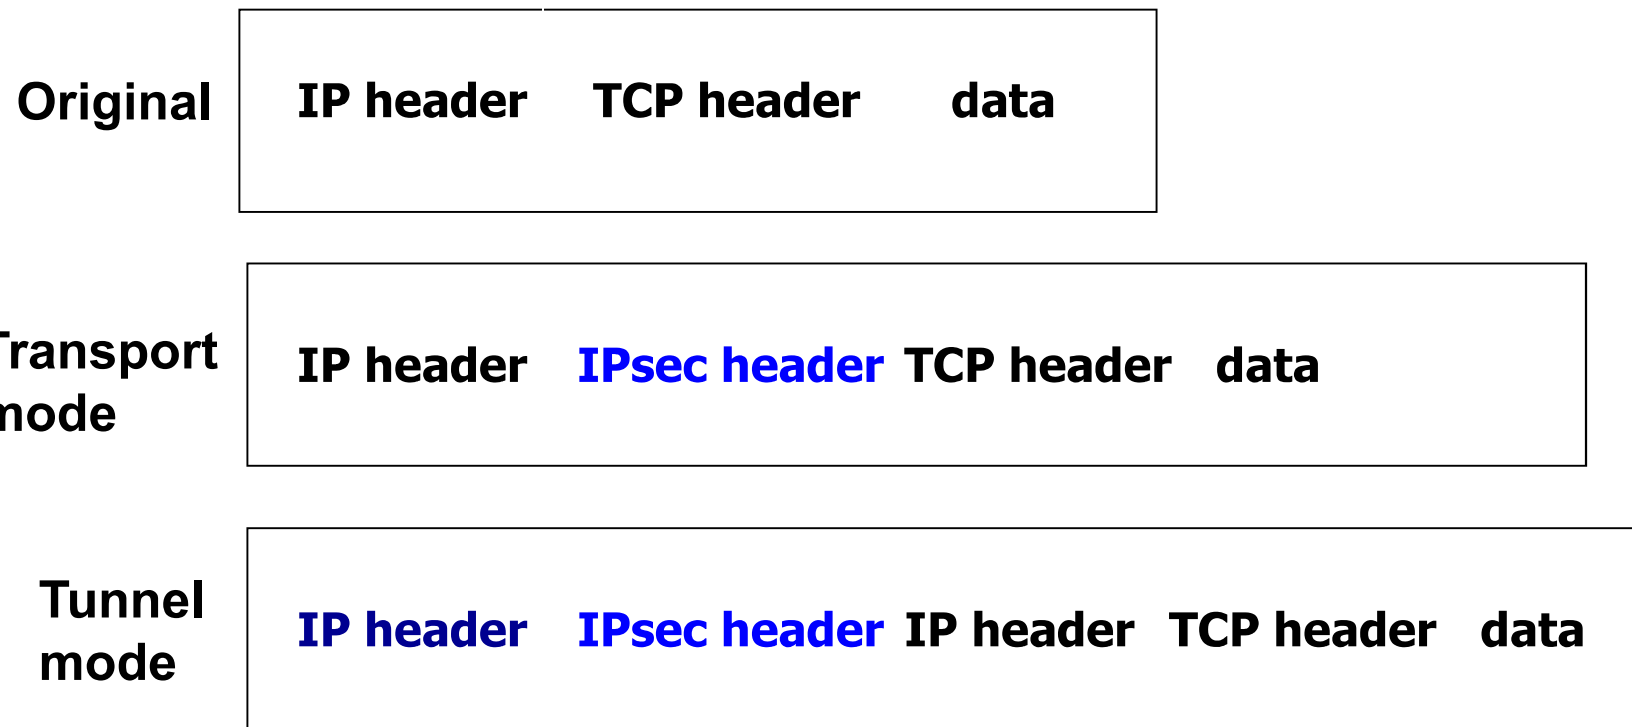 Original IP header TCP header data
Transport
mode
IP header IPsec header TCP header data
Tunnel
mode
IP header IPsec header IP header TCP header data